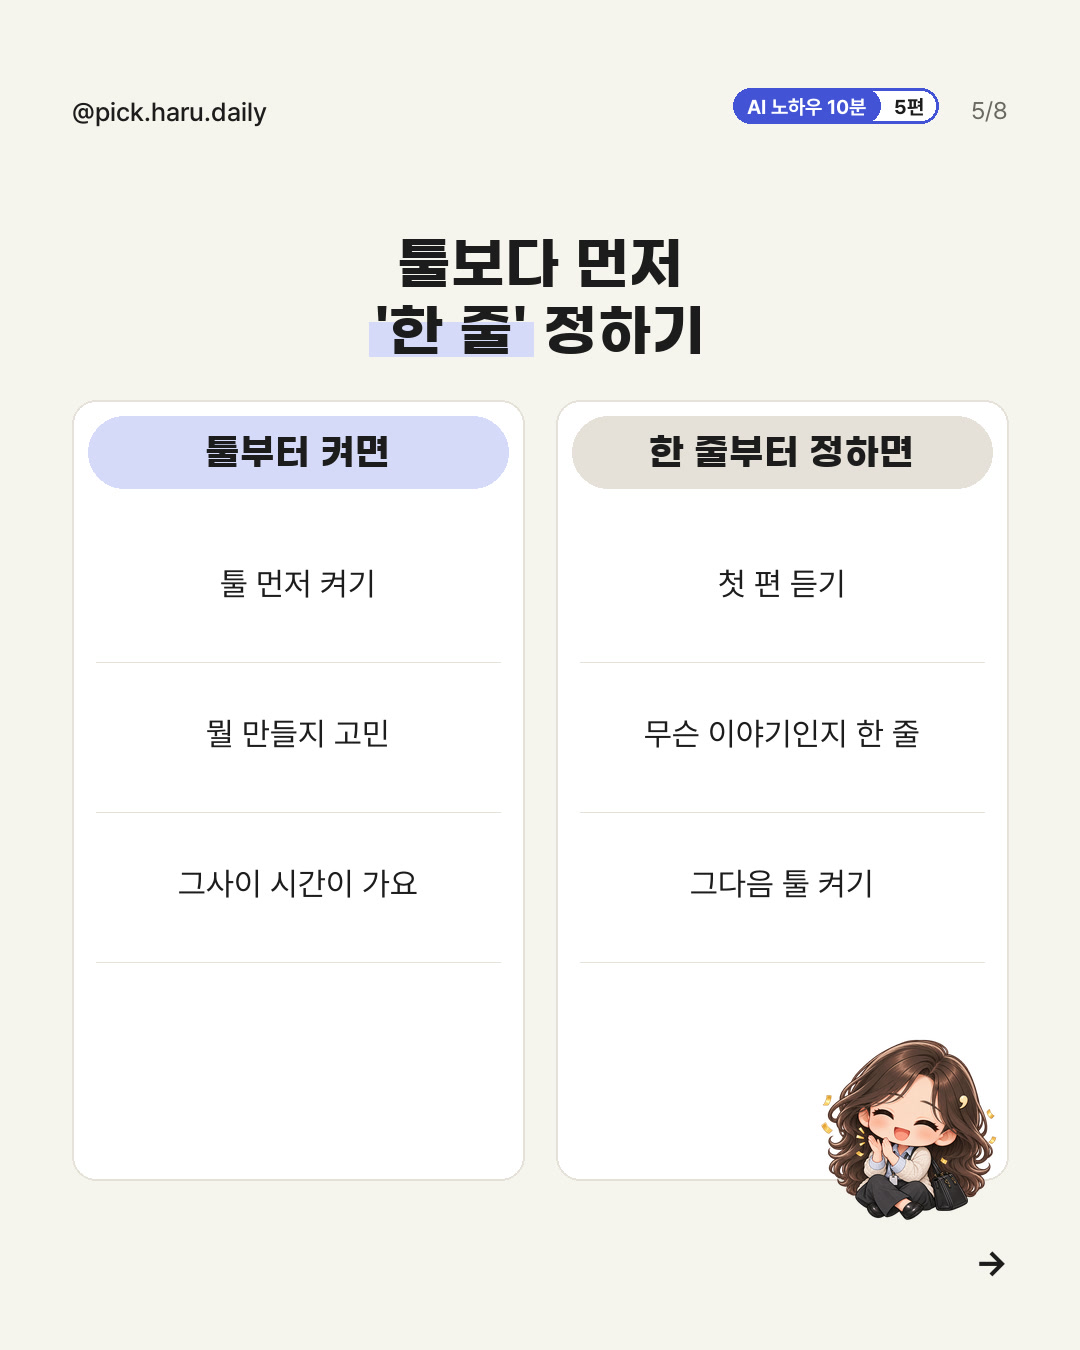 @pick.haru.daily
AI 노하우 10분 5편 5/8
툴보다 먼저
'한 줄' 정하기
툴부터 켜면
툴 먼저 켜기
뭘 만들지 고민
그사이 시간이 가요
한 줄부터 정하면
첫 편 듣기
무슨 이야기인지 한 줄
그다음 툴 켜기